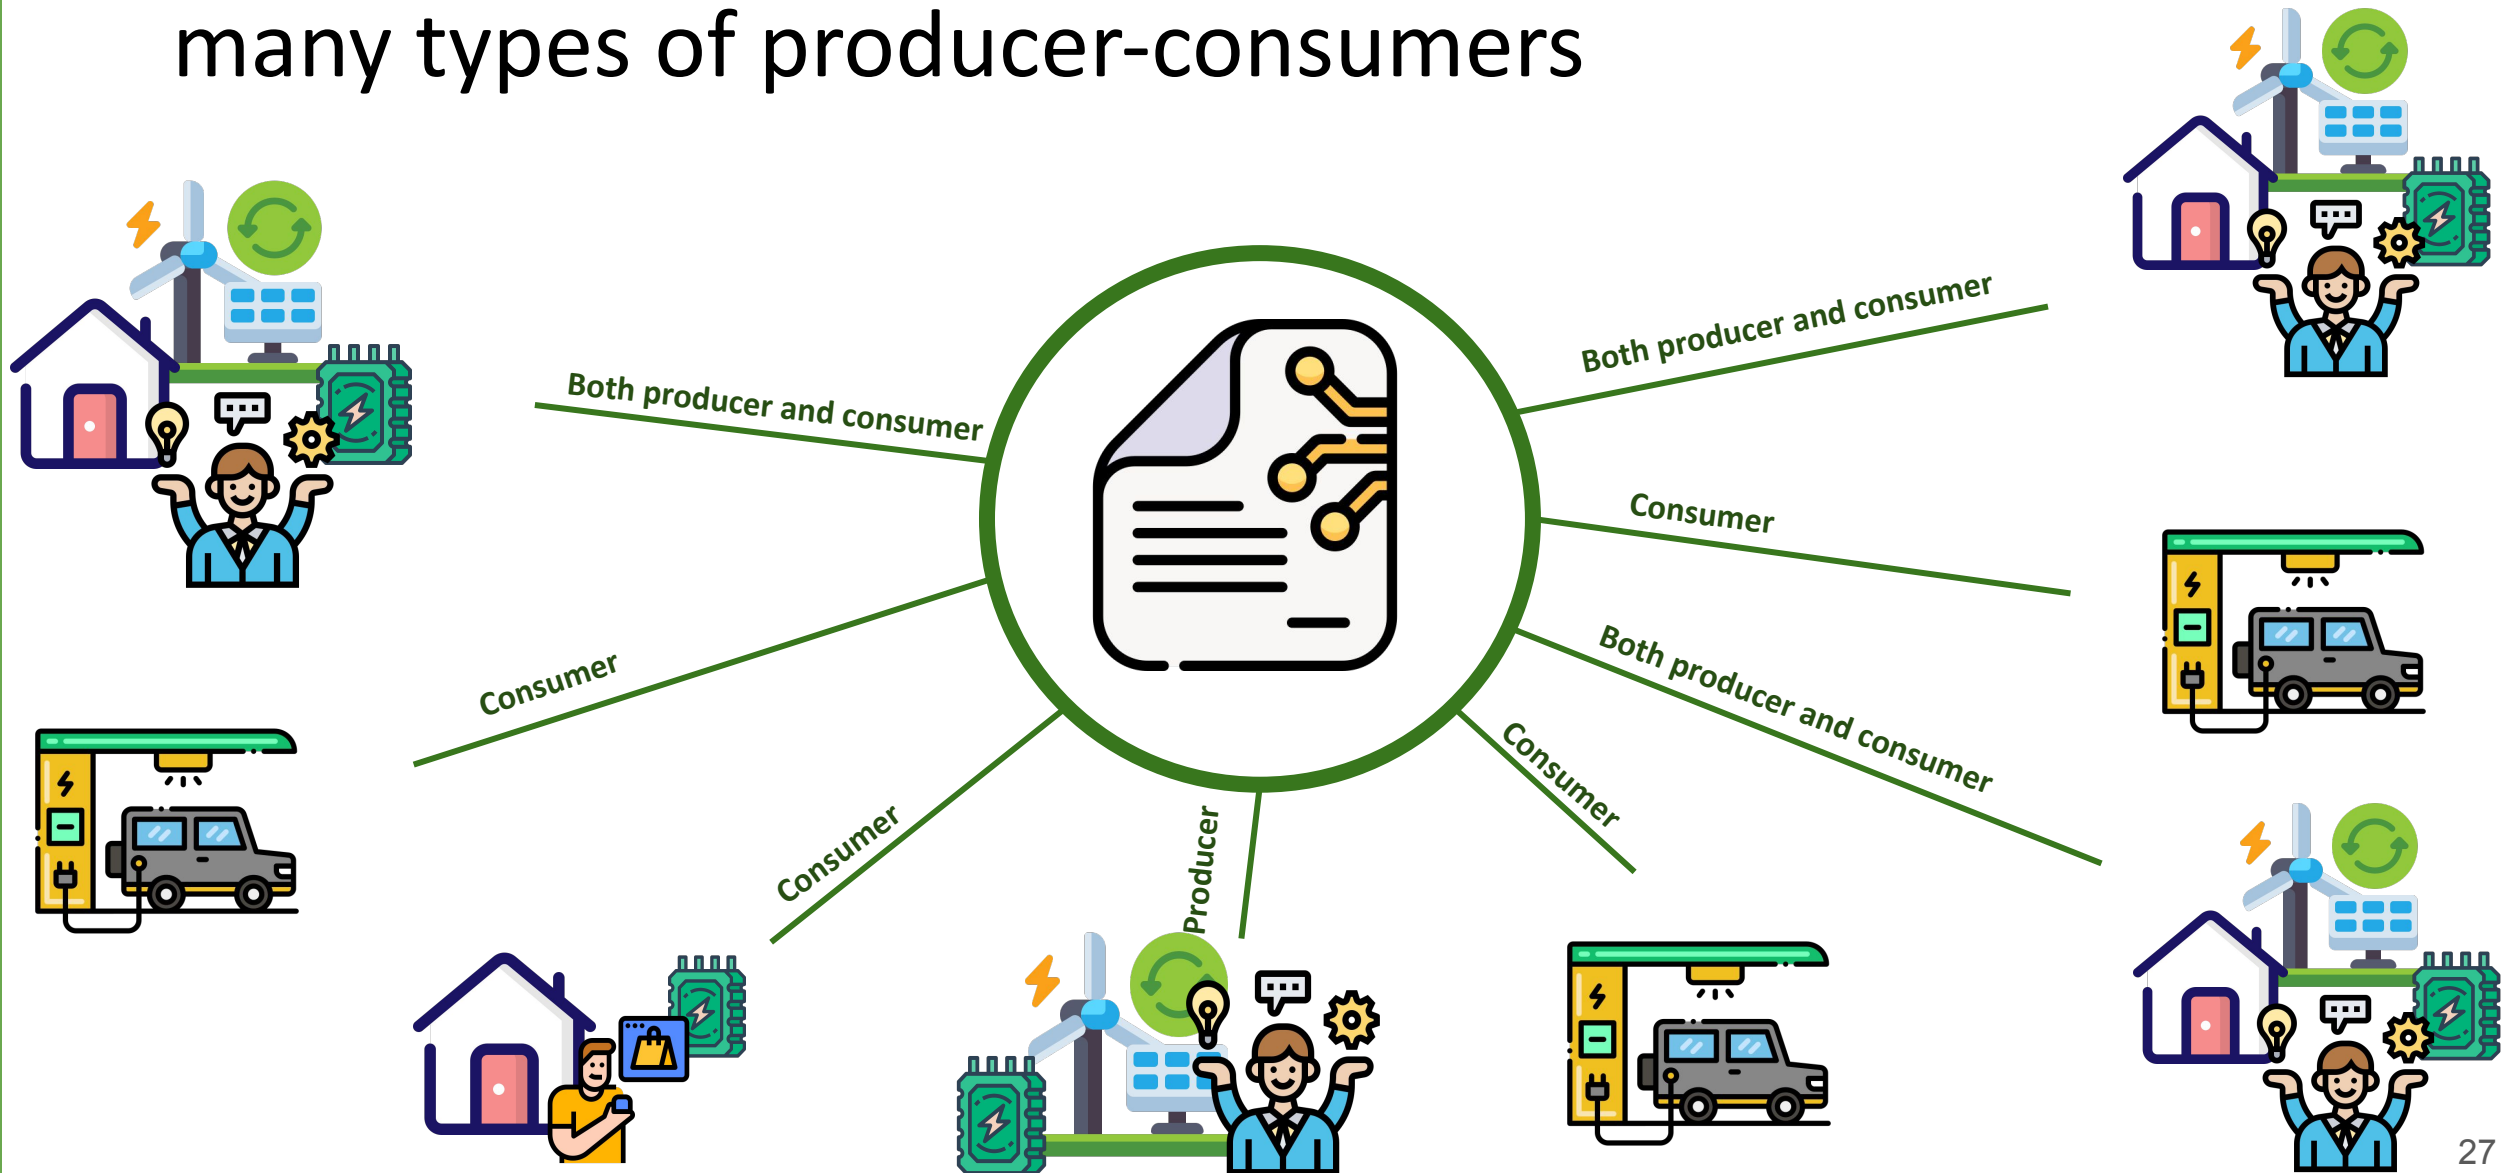 many types of producer-consumers
Both producer and consumer
Both producer and consumer
Consumer
Consumer
Both producer and consumer
Consumer
Consumer
Producer
Consumer
27